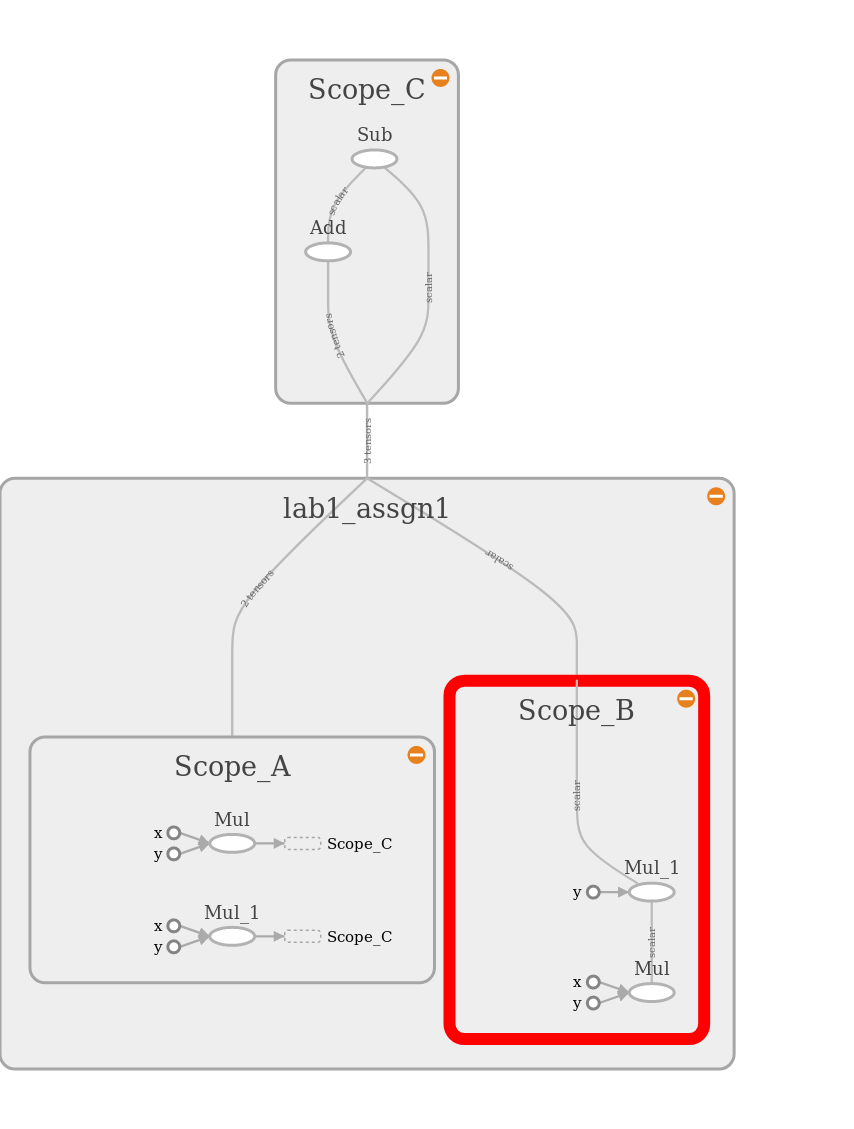 Scope_C
Sub
scalar
Add
scalar
2 tensors
3 tensors
lab1_assgn1
scalar
2 tensors
Scope_A
Mul
x
y
Scope_C
Mul_1
x
y
Scope_C
Scope_B
scalar
Mul_1
y
scalar
Mul
x
y